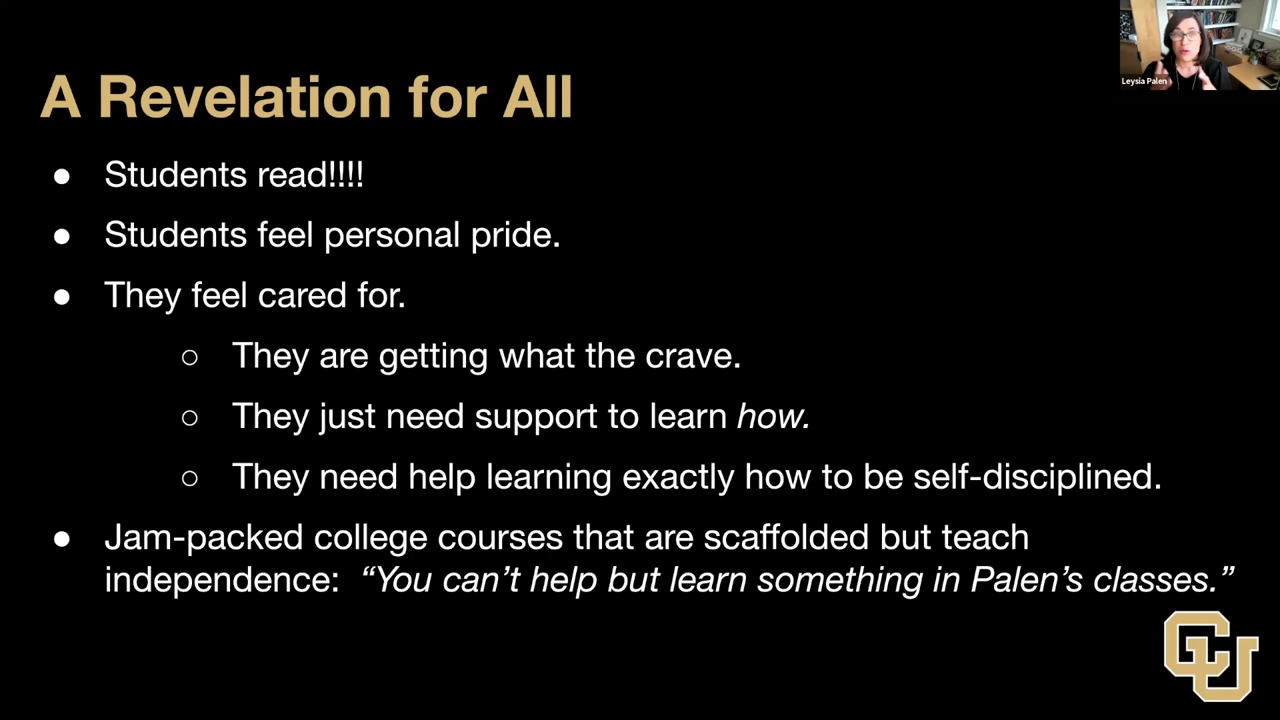 Leysia Palen
A Revelation for All
● Students read!!!!
● Students feel personal pride.
● They feel cared for.
○ They are getting what the crave.
○ They just need support to learn how.
○ They need help learning exactly how to be self-disciplined.
● Jam-packed college courses that are scaffolded but teach
independence: “You can’t help but learn something in Palen’s classes.”
CU